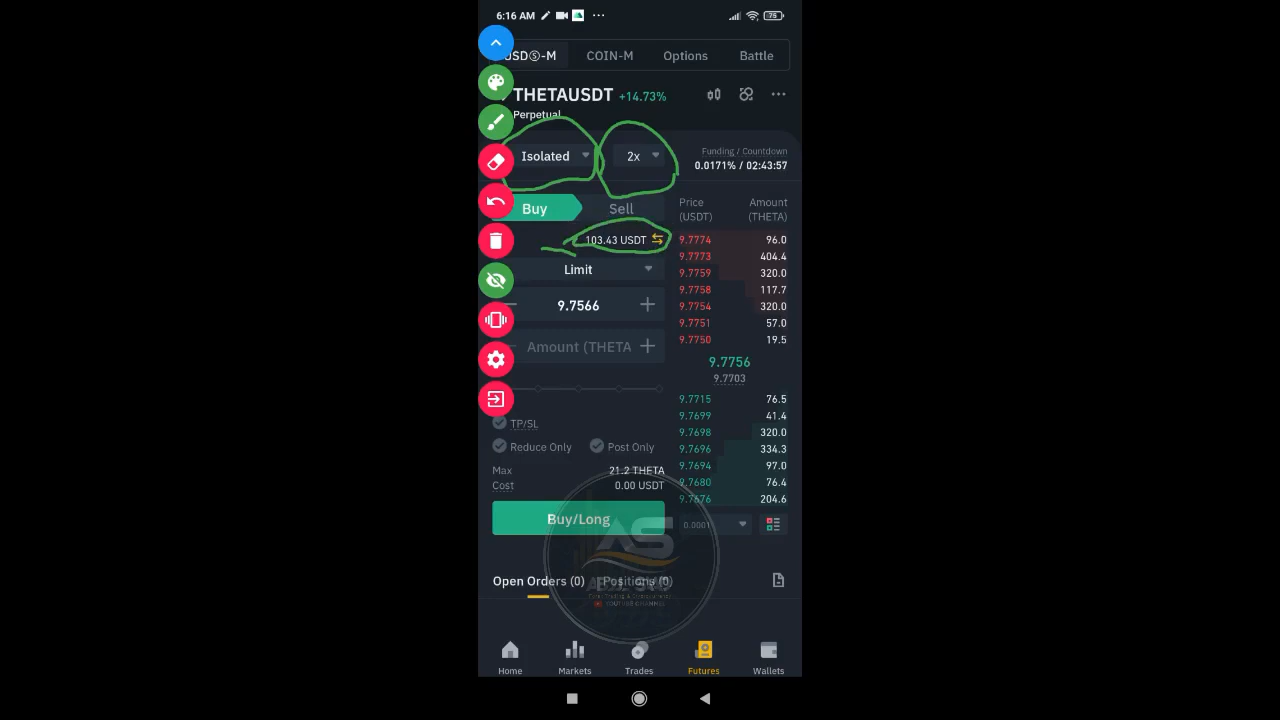 6:16 AM
75
USDⓈ-M COIN-M Options Battle
THETAUSDT +14.73%
Perpetual
Isolated 2x
Funding / Countdown
0.0171% / 02:43:57
Buy Sell
Price Amount
(USDT) (THETA)
103.43 USDT
9.7774 96.0
9.7773 404.4
Limit
9.7759 320.0
9.7758 117.7
9.7566
9.7754 320.0
9.7751 57.0
9.7750 19.5
Amount (THETA
9.7756
9.7703
9.7715 76.5
9.7699 41.4
TP/SL
9.7698 320.0
Reduce Only Post Only
9.7696 334.3
9.7694 97.0
Max 21.2 THETA
9.7680 76.4
Cost 0.00 USDT
9.7676 204.6
Buy/Long
0.0001
AS
Open Orders (0) Positions (0)
YOUTUBE CHANNEL
Home Markets Trades Futures Wallets